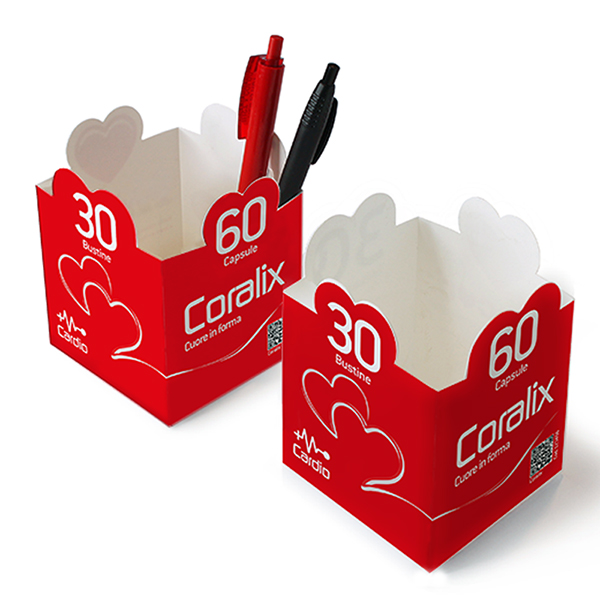 30
Bustine
60
Capsule
Coralix
Cuore in forma
Cardio
30
Bustine
60
Capsule
Coralix
Cuore in forma
Cardio